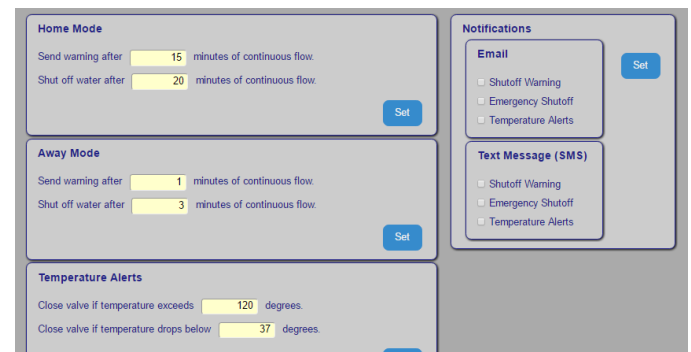 Home Mode
Send warning after 15 minutes of continuous flow.
Shut off water after 20 minutes of continuous flow.
Set
Away Mode
Send warning after 1 minutes of continuous flow.
Shut off water after 3 minutes of continuous flow.
Set
Temperature Alerts
Close valve if temperature exceeds 120 degrees.
Close valve if temperature drops below 37 degrees.
Notifications
Email
Set
Shutoff Warning
Emergency Shutoff
Temperature Alerts
Text Message (SMS)
Shutoff Warning
Emergency Shutoff
Temperature Alerts